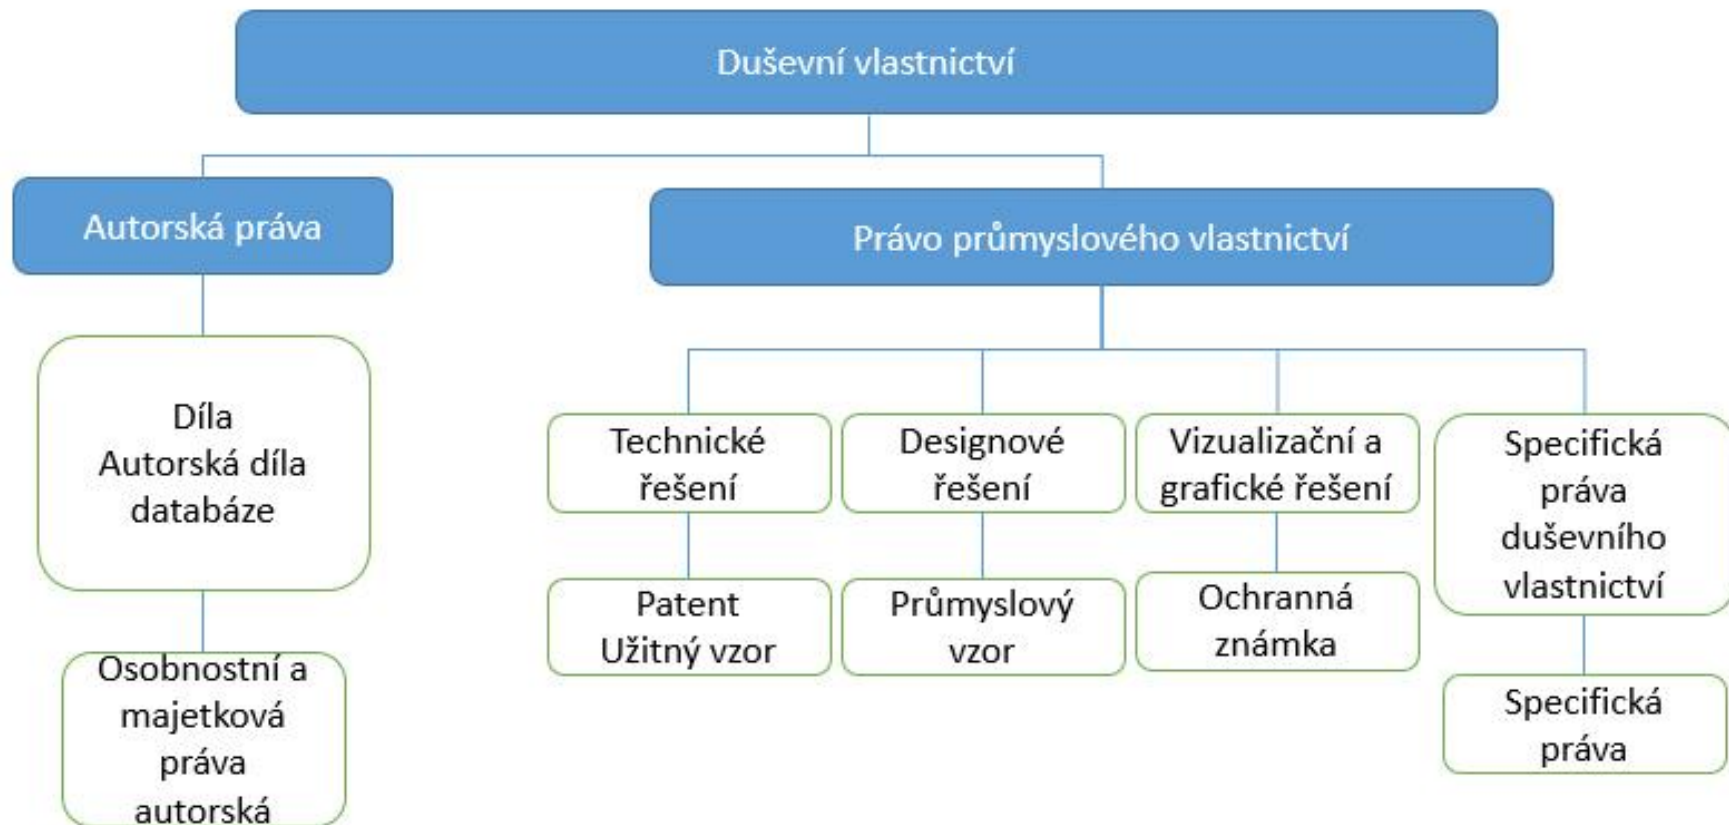 Duševní vlastnictví
Autorská práva
Právo průmyslového vlastnictví
Díla
Autorská díla
databáze
Osobnostní a
majetková
práva
autorská
Technické
řešení
Patent
Užitný vzor
Designové
řešení
Průmyslový
vzor
Vizualizační a
grafické řešení
Ochranná
známka
Specifická
práva
duševního
vlastnictví
Specifická
práva